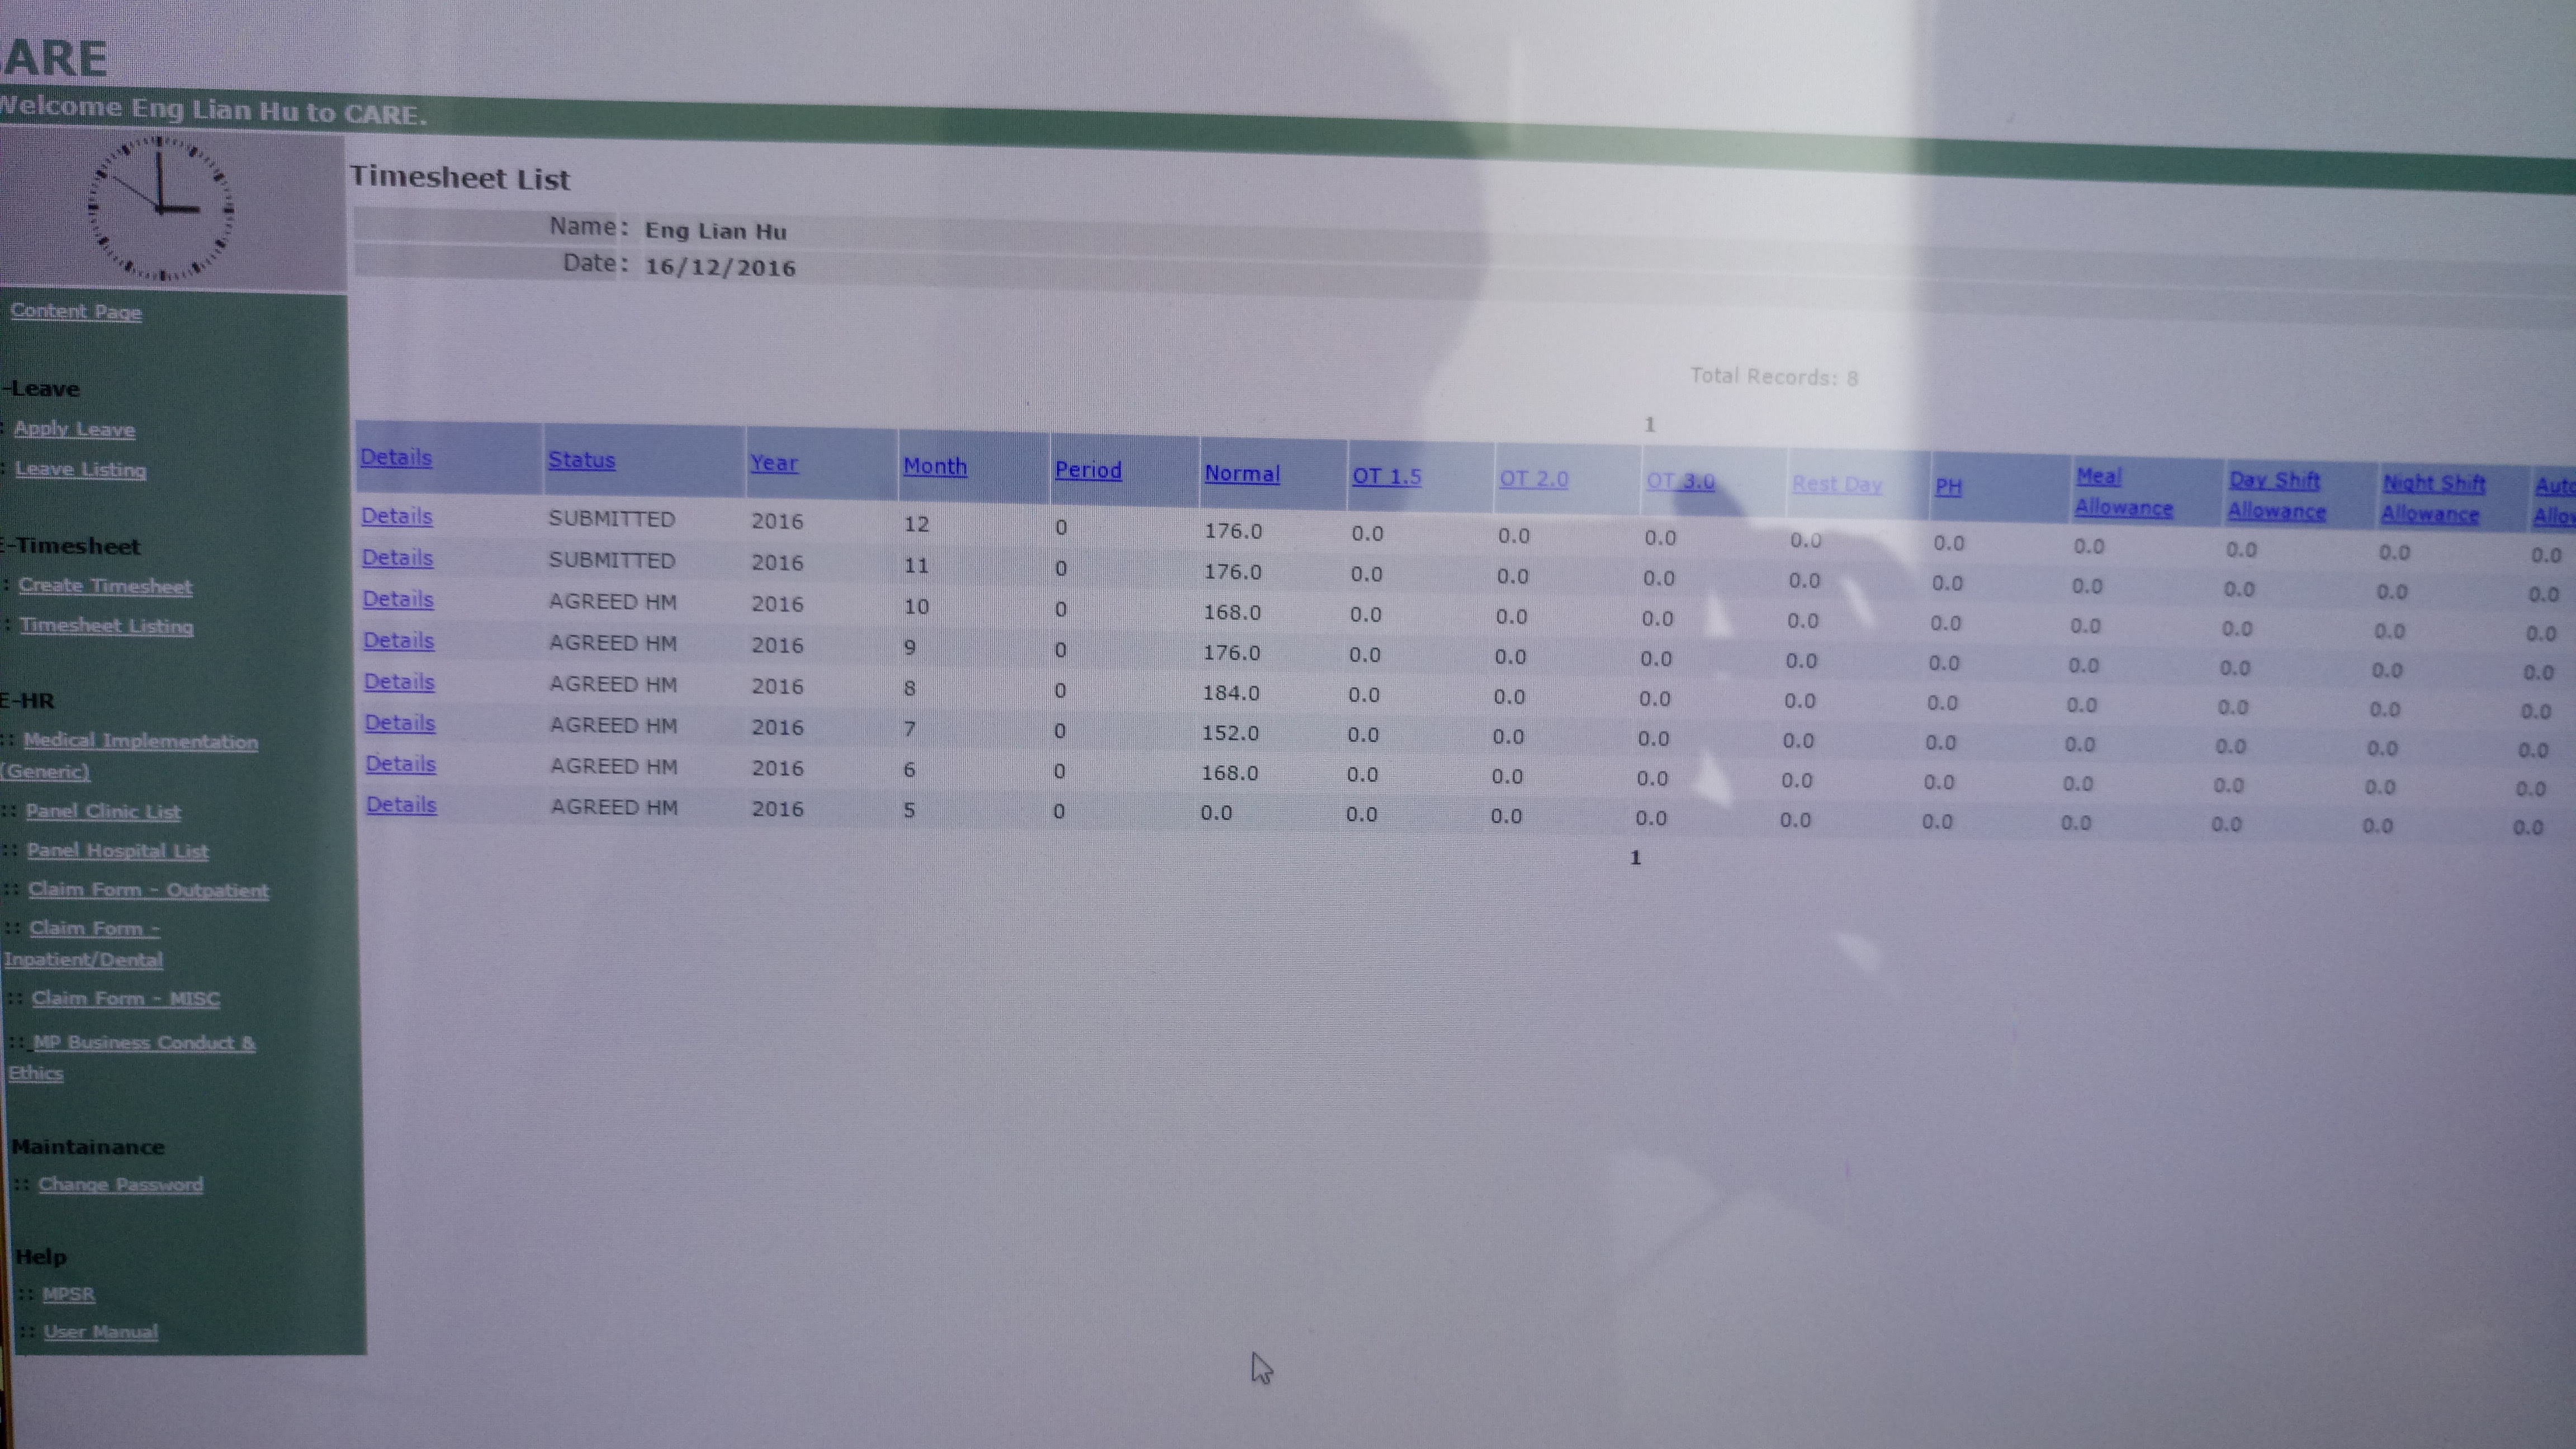 CARE
Welcome Eng Lian Hu to CARE.
Timesheet List
Name: Eng Lian Hu
Date: 16/12/2016
Content Page
-Leave
: Apply Leave
: Leave Listing
E-Timesheet
: Create Timesheet
: Timesheet Listing
E-HR
:: Medical Implementation
(Generic)
:: Panel Clinic List
:: Panel Hospital List
:: Claim Form - Outpatient
:: Claim Form -
Inpatient/Dental
:: Claim Form - MISC
:: MP Business Conduct &
Ethics
Maintainance
:: Change Password
Help
:: MPSR
:: User Manual
Total Records: 8
1
Details Status Year Month Period Normal OT 1.5 OT 2.0 OT 3.0 Rest Day PH Meal Allowance Day Shift Allowance Night Shift Allowance
Details SUBMITTED 2016 12 0 176.0 0.0 0.0 0.0 0.0 0.0 0.0 0.0 0.0 0.0
Details SUBMITTED 2016 11 0 176.0 0.0 0.0 0.0 0.0 0.0 0.0 0.0 0.0 0.0
Details AGREED HM 2016 10 0 168.0 0.0 0.0 0.0 0.0 0.0 0.0 0.0 0.0 0.0
Details AGREED HM 2016 9 0 176.0 0.0 0.0 0.0 0.0 0.0 0.0 0.0 0.0 0.0
Details AGREED HM 2016 8 0 184.0 0.0 0.0 0.0 0.0 0.0 0.0 0.0 0.0 0.0
Details AGREED HM 2016 7 0 152.0 0.0 0.0 0.0 0.0 0.0 0.0 0.0 0.0 0.0
Details AGREED HM 2016 6 0 168.0 0.0 0.0 0.0 0.0 0.0 0.0 0.0 0.0 0.0
Details AGREED HM 2016 5 0 0.0 0.0 0.0 0.0 0.0 0.0 0.0 0.0 0.0 0.0
1